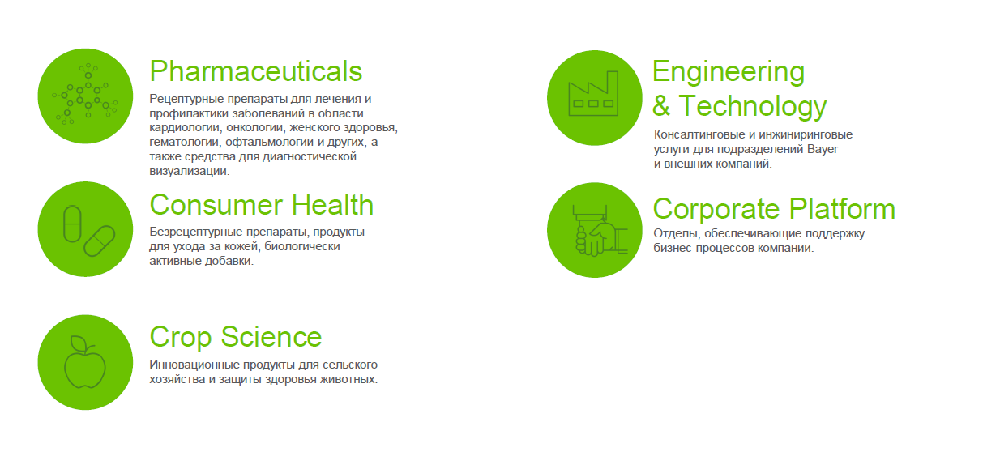 Pharmaceuticals
Рецептурные препараты для лечения и
профилактики заболеваний в области
кардиологии, онкологии, женского здоровья,
гематологии, офтальмологии и других, а
также средства для диагностической
визуализации.
Consumer Health
Безрецептурные препараты, продукты
для ухода за кожей, биологически
активные добавки.
Crop Science
Инновационные продукты для сельского
хозяйства и защиты здоровья животных.
Engineering
& Technology
Консалтинговые и инжиниринговые
услуги для подразделений Bayer
и внешних компаний.
Corporate Platform
Отделы, обеспечивающие поддержку
бизнес-процессов компании.